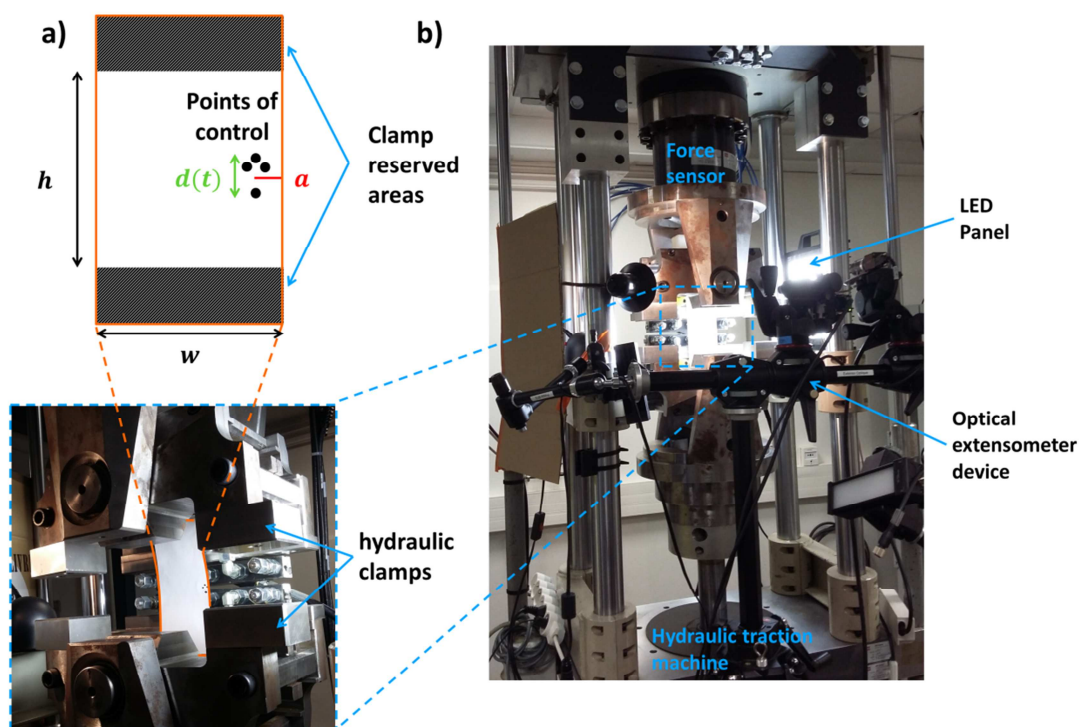 a)
Points of
control
h
d(t)
a
w
Clamp
reserved
areas
hydraulic
clamps
b)
Force
sensor
LED
Panel
Optical
extensometer
device
Hydraulic traction
machine